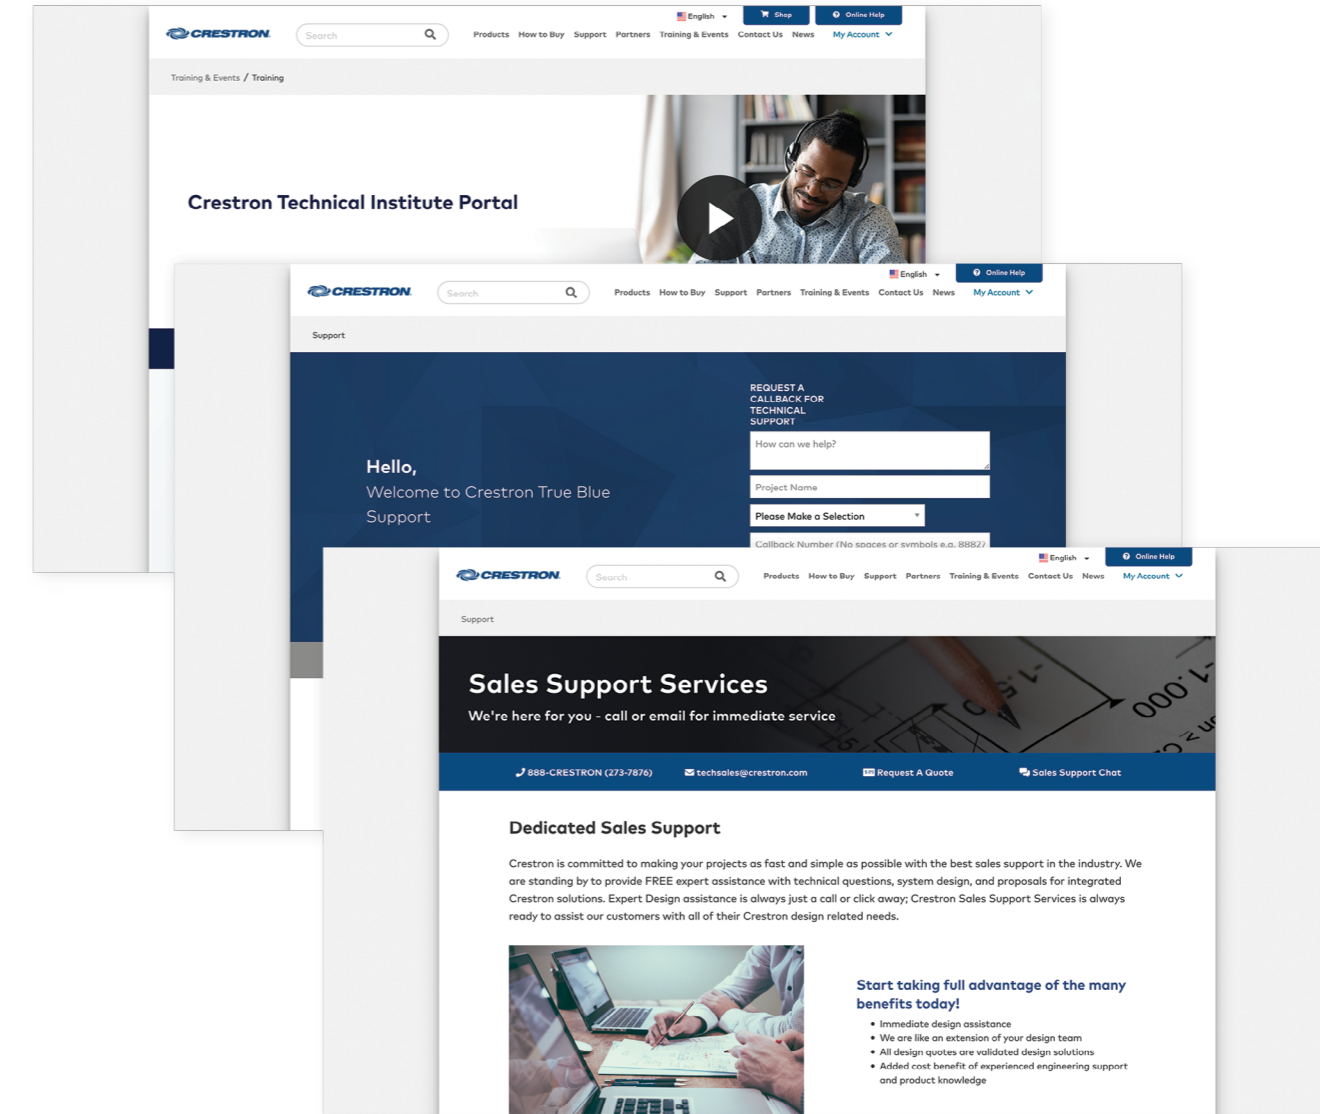 English
Shop
Online Help
CRESTRON
Search
Products How to Buy Support Partners Training & Events Contact Us News My Account
Training & Events / Training
Crestron Technical Institute Portal
English
Online Help
CRESTRON
Search
Products How to Buy Support Partners Training & Events Contact Us News My Account
Support
REQUEST A
CALLBACK FOR
TECHNICAL
SUPPORT
How can we help?
Project Name
Please Make a Selection
Callback Number (No spaces or symbols e.g. 8882)
Hello,
Welcome to Crestron True Blue
Support
English
Online Help
CRESTRON
Search
Products How to Buy Support Partners Training & Events Contact Us News My Account
Support
Sales Support Services
We're here for you - call or email for immediate service
1.5
-1.000
888-CRESTRON (273-7876) techsales@crestron.com Request A Quote Sales Support Chat
Dedicated Sales Support
Crestron is committed to making your projects as fast and simple as possible with the best sales support in the industry. We
are standing by to provide FREE expert assistance with technical questions, system design, and proposals for integrated
Crestron solutions. Expert Design assistance is always just a call or click away; Crestron Sales Support Services is always
ready to assist our customers with all of their Crestron design related needs.
Start taking full advantage of the many
benefits today!
• Immediate design assistance
• We are like an extension of your design team
• All design quotes are validated design solutions
• Added cost benefit of experienced engineering support
and product knowledge